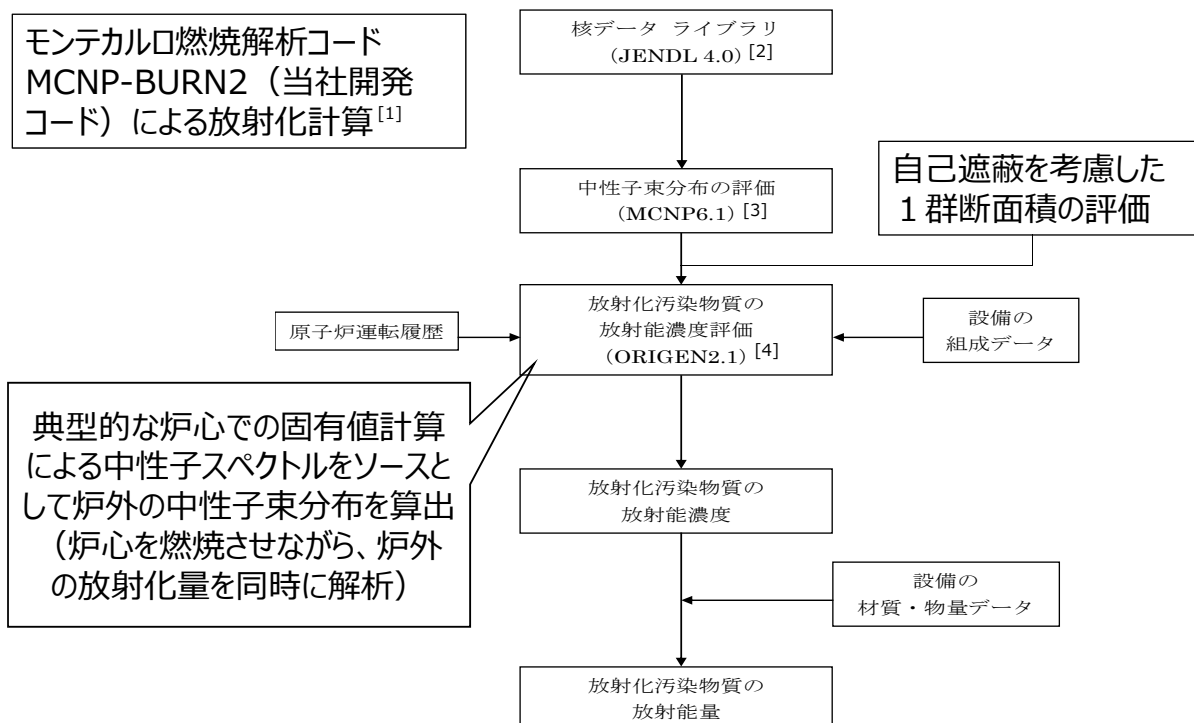 モンテカルロ燃焼解析コード
MCNP-BURN2（当社開発
コード）による放射化計算[1]
核データ ライブラリ
(JENDL 4.0) [2]
中性子束分布の評価
(MCNP6.1) [3]
自己遮蔽を考慮した
１群断面積の評価
原子炉運転履歴
放射化汚染物質の
放射能濃度評価
(ORIGEN2.1) [4]
設備の
組成データ
典型的な炉心での固有値計算
による中性子スペクトルをソースと
して炉外の中性子束分布を算出
（炉心を燃焼させながら、炉外
の放射化量を同時に解析）
放射化汚染物質の
放射能濃度
設備の
材質・物量データ
放射化汚染物質の
放射能量